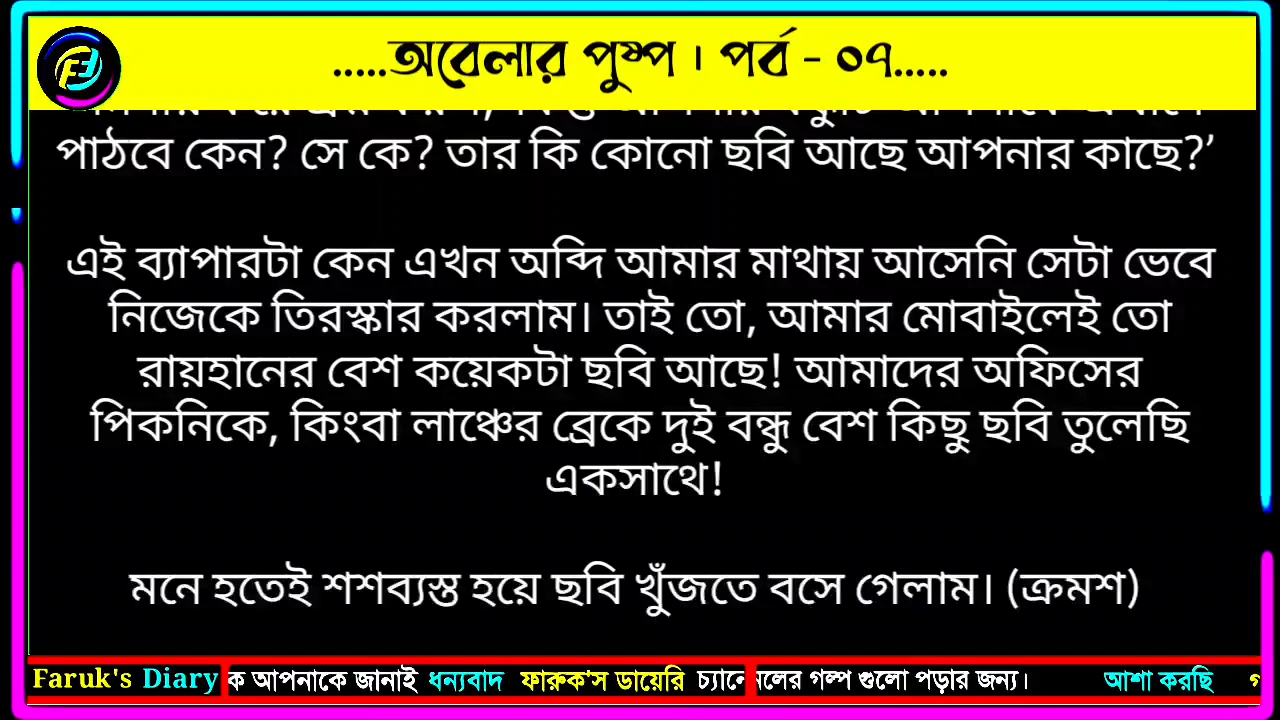 .....অবেলার পুষ্প । পর্ব - ০৭.....
পাঠবে কেন? সে কে? তার কি কোনো ছবি আছে আপনার কাছে?’
এই ব্যাপারটা কেন এখন অব্দি আমার মাথায় আসেনি সেটা ভেবে
নিজেকে তিরস্কার করলাম। তাই তো, আমার মোবাইলেই তো
রায়হানের বেশ কয়েকটা ছবি আছে! আমাদের অফিসের
পিকনিকে, কিংবা লাঞ্চের ব্রেকে দুই বন্ধু বেশ কিছু ছবি তুলেছি
একসাথে!
মনে হতেই শশব্যস্ত হয়ে ছবি খুঁজতে বসে গেলাম। (ক্রমশ)
Faruk's Diary ক আপনাকে জানাই ধন্যবাদ ফারুক'স ডায়েরি চ্যানেলের গল্প গুলো পড়ার জন্য। আশা করছি